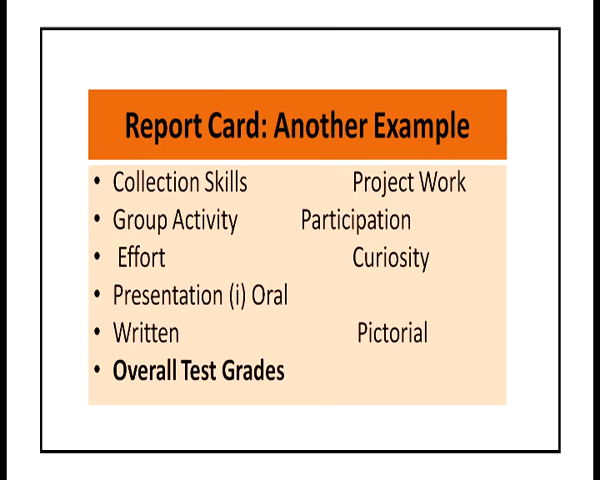 Report Card: Another Example
• Collection Skills Project Work
• Group Activity Participation
• Effort Curiosity
• Presentation (i) Oral
• Written Pictorial
• Overall Test Grades